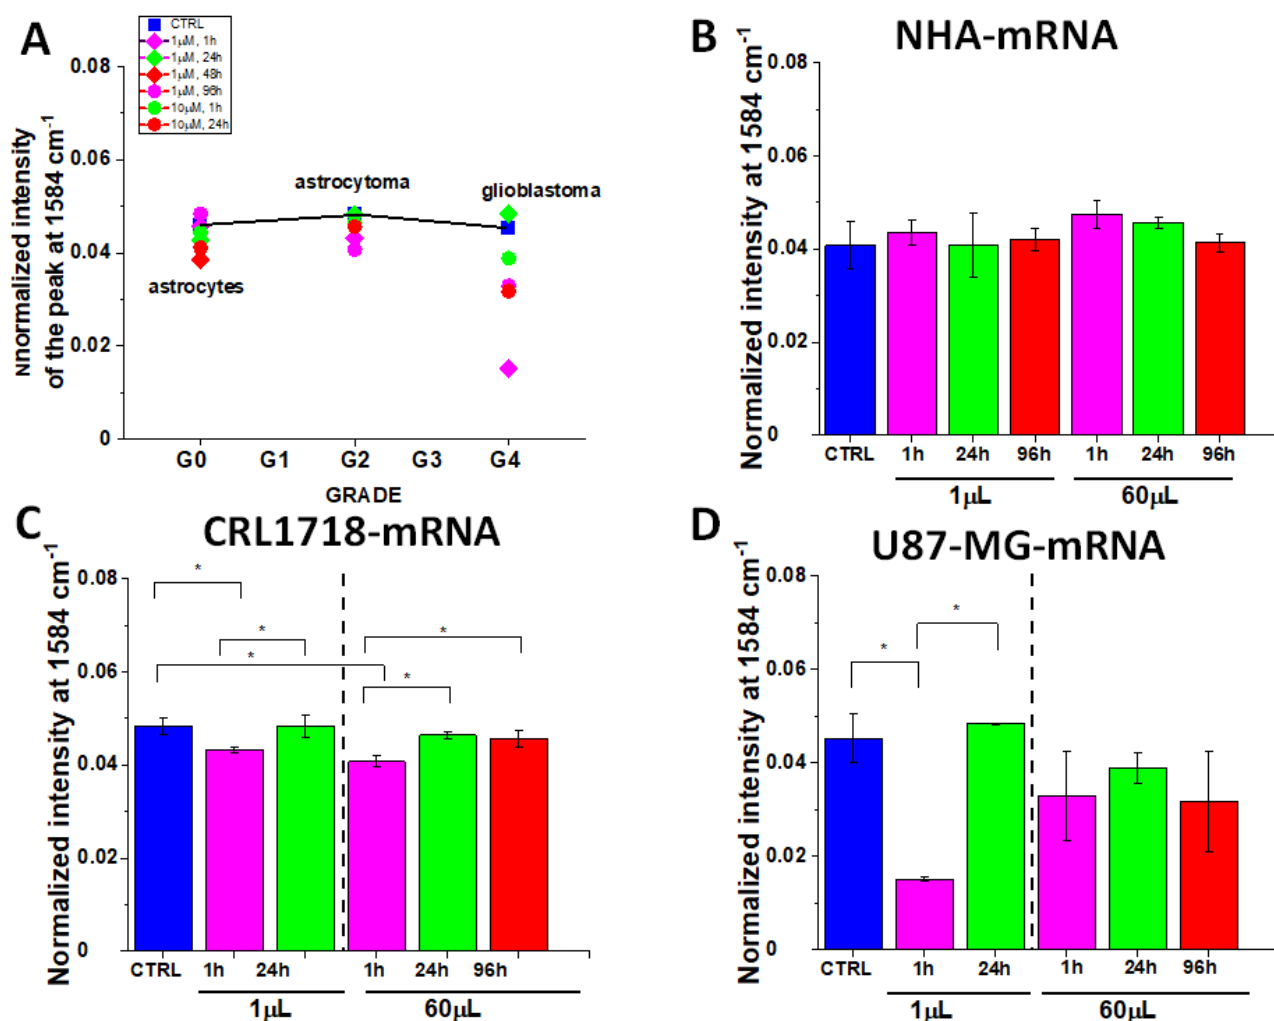 A
CTRL
1μM, 1h
1μM, 24h
1μM, 48h
1μM, 96h
10μM, 1h
10μM, 24h
Nnormalized intensity
of the peak at 1584 cm-1
0.08
0.06
0.04
0.02
0
astrocytoma
glioblastoma
astrocytes
G0 G1 G2 G3 G4
GRADE
B
NHA-mRNA
Normalized intensity at 1584 cm-1
0.08
0.06
0.04
0.02
0
CTRL 1h 24h 96h 1h 24h 96h
1μL 60μL
C
CRL1718-mRNA
Normalized intensity at 1584 cm-1
0.08
0.06
0.04
0.02
0
*
*
*
*
*
CTRL 1h 24h 1h 24h 96h
1μL 60μL
D
U87-MG-mRNA
Normalized intensity at 1584 cm-1
0.08
0.06
0.04
0.02
0
*
*
CTRL 1h 24h 1h 24h 96h
1μL 60μL